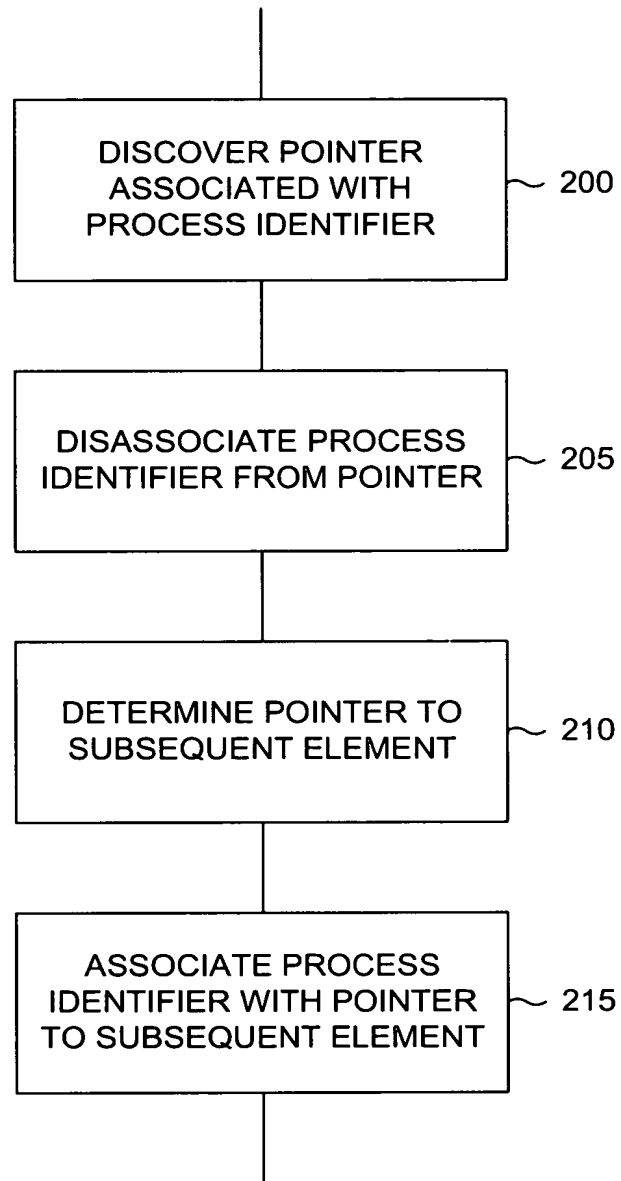 DISCOVER POINTER
ASSOCIATED WITH
PROCESS IDENTIFIER
200
DISASSOCIATE PROCESS
IDENTIFIER FROM POINTER
205
DETERMINE POINTER TO
SUBSEQUENT ELEMENT
210
ASSOCIATE PROCESS
IDENTIFIER WITH POINTER
TO SUBSEQUENT ELEMENT
215